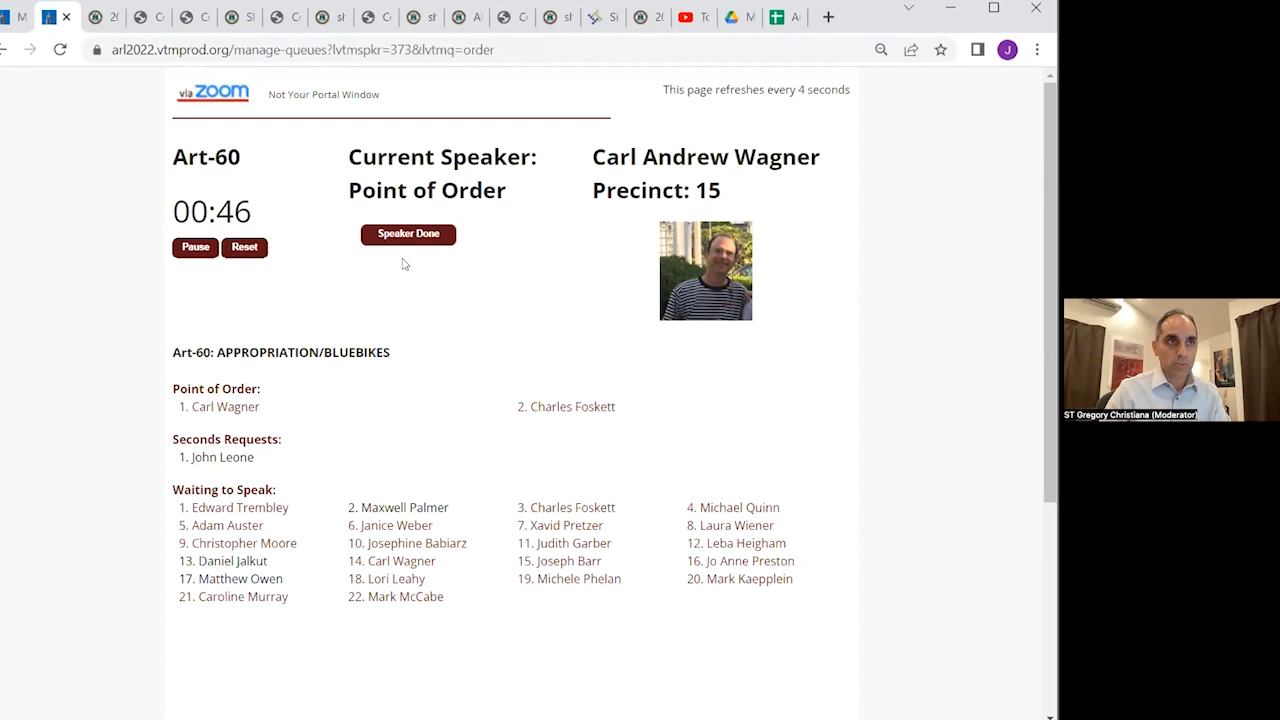 M
C
C
C
S
sh
C
sh
A
C
sh
Si
20
To
M
A
arl2022.vtmprod.org/manage-queues?lvtmspkr=373&lvtmq=order
J
via zoom Not Your Portal Window This page refreshes every 4 seconds
Art-60 Current Speaker: Carl Andrew Wagner
Point of Order Precinct: 15
00:46
Speaker Done
Pause Reset
Art-60: APPROPRIATION/BLUEBIKES
Point of Order:
1. Carl Wagner 2. Charles Foskett
Seconds Requests:
1. John Leone
Waiting to Speak:
1. Edward Trembley 2. Maxwell Palmer 3. Charles Foskett 4. Michael Quinn
5. Adam Auster 6. Janice Weber 7. Xavid Pretzer 8. Laura Wiener
9. Christopher Moore 10. Josephine Babiarz 11. Judith Garber 12. Leba Heigham
13. Daniel Jalkut 14. Carl Wagner 15. Joseph Barr 16. Jo Anne Preston
17. Matthew Owen 18. Lori Leahy 19. Michele Phelan 20. Mark Kaepplein
21. Caroline Murray 22. Mark McCabe
ST Gregory Christiana (Moderator)